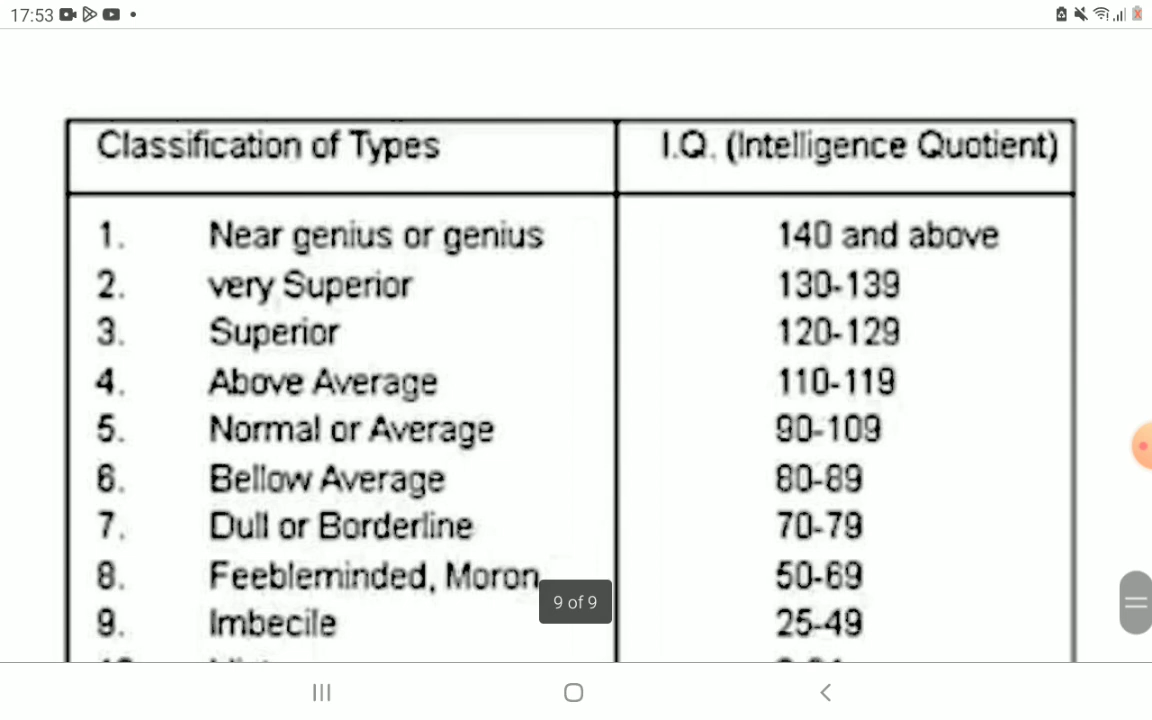 17:53
Classification of Types I.Q. (Intelligence Quotient)
1. Near genius or genius 140 and above
2. very Superior 130-139
3. Superior 120-129
4. Above Average 110-119
5. Normal or Average 90-109
6. Bellow Average 80-89
7. Dull or Borderline 70-79
8. Feebleminded, Moron 50-69
9 of 9
9. Imbecile 25-49